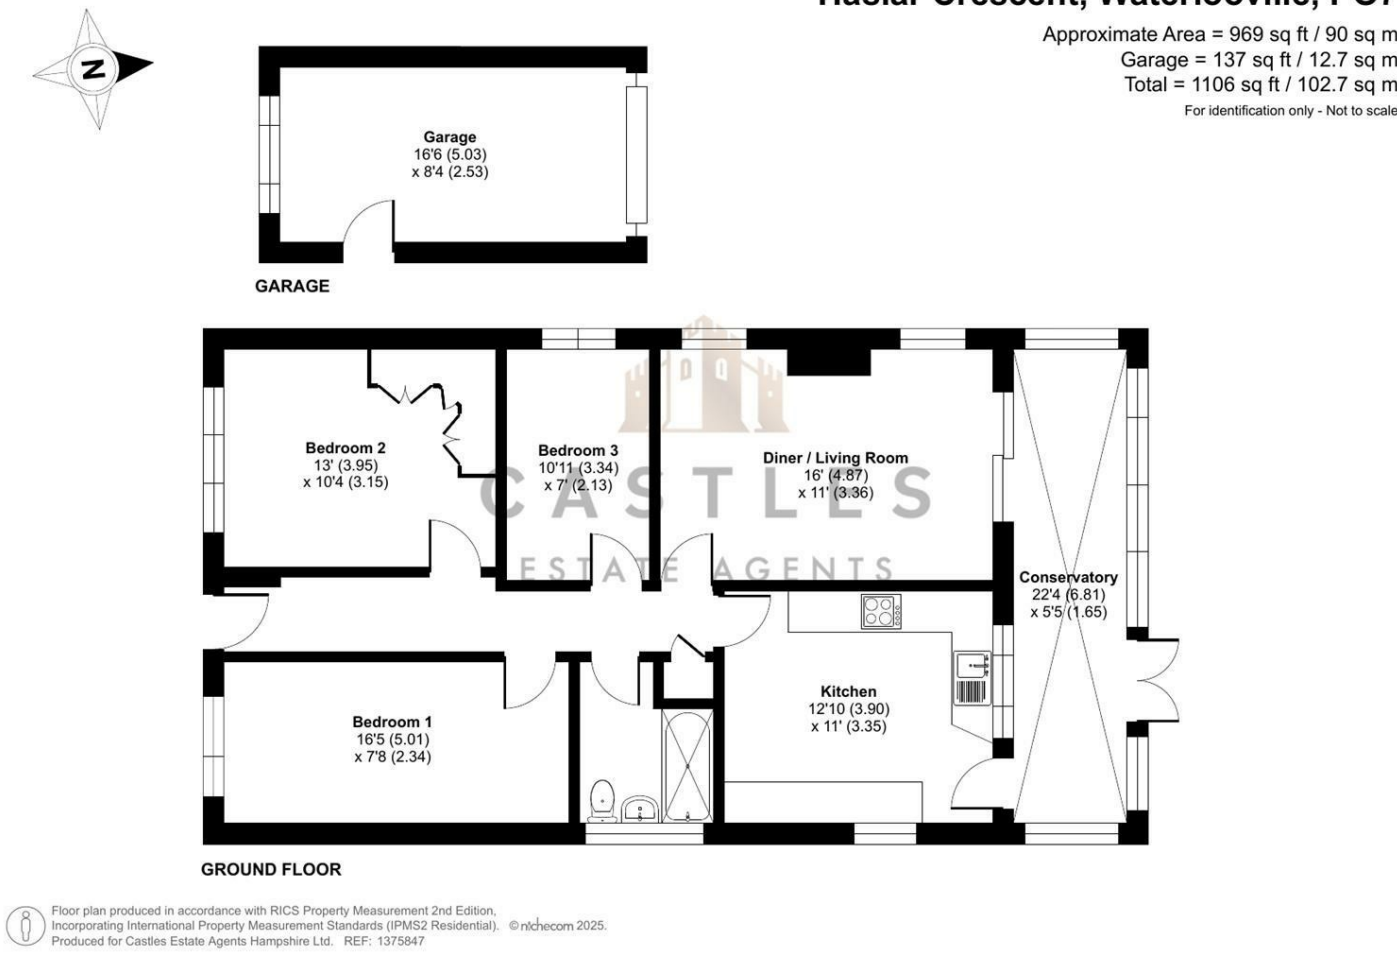 Haslar Crescent, Waterlooville, PO7
Approximate Area = 969 sq ft / 90 sq m
Garage = 137 sq ft / 12.7 sq m
Total = 1106 sq ft / 102.7 sq m
For identification only - Not to scale
N
Garage
16'6 (5.03)
x 8'4 (2.53)
GARAGE
Bedroom 2
13' (3.95)
x 10'4 (3.15)
Bedroom 3
10'11 (3.34)
x 7' (2.13)
Diner / Living Room
16' (4.87)
x 11' (3.36)
CASTLES
ESTATE AGENTS
Conservatory
22'4 (6.81)
x 5'5 (1.65)
Kitchen
12'10 (3.90)
x 11' (3.35)
Bedroom 1
16'5 (5.01)
x 7'8 (2.34)
GROUND FLOOR
Floor plan produced in accordance with RICS Property Measurement 2nd Edition,
Incorporating International Property Measurement Standards (IPMS2 Residential). © nichecom 2025.
Produced for Castles Estate Agents Hampshire Ltd. REF: 1375847